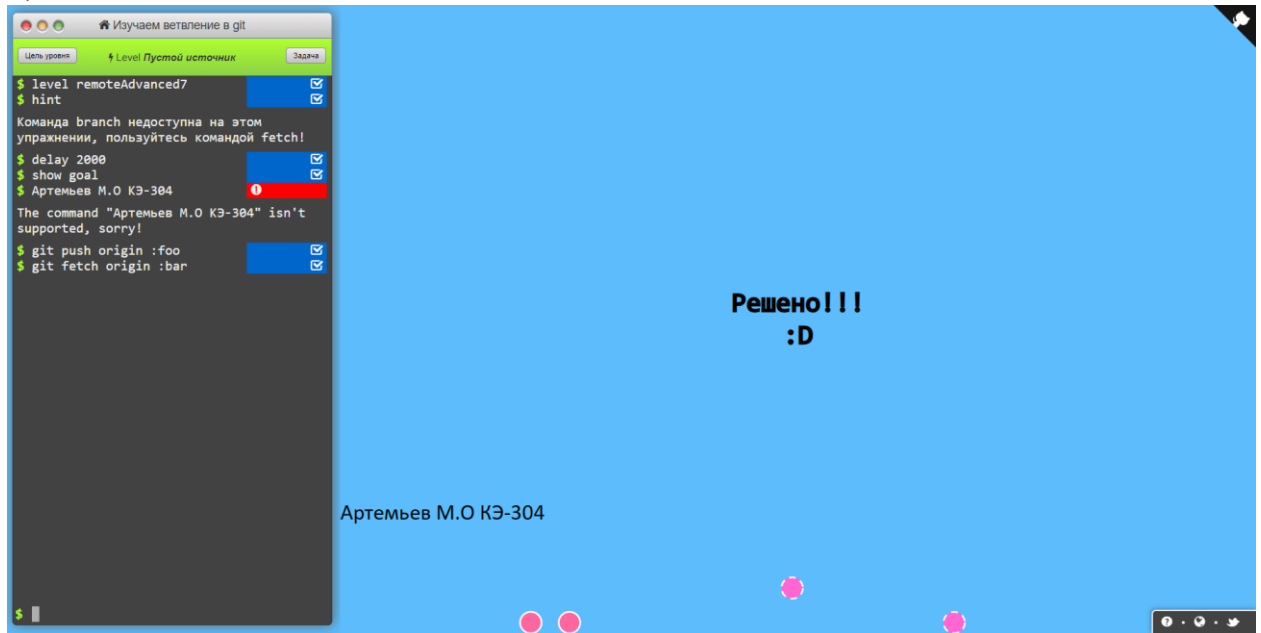 Изучаем ветвление в git
Цель уровня
Level Пустой источник
Задача
$ level remoteAdvanced7
$ hint
Команда branch недоступна на этом
упражнении, пользуйтесь командой fetch!
$ delay 2000
$ show goal
$ Артемьев М.О КЭ-304
The command "Артемьев М.О КЭ-304" isn't
supported, sorry!
$ git push origin :foo
$ git fetch origin :bar
$
Решено!!!
:D
Артемьев М.О КЭ-304